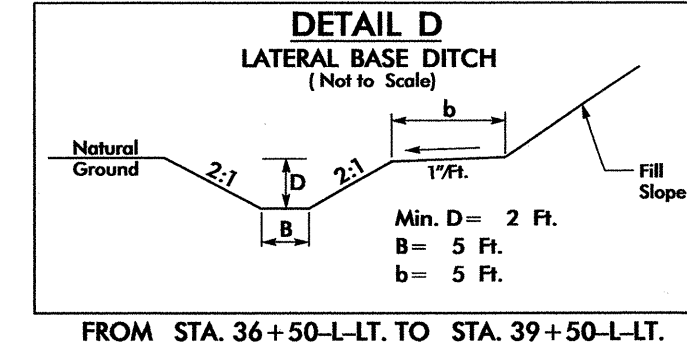 DETAIL D
LATERAL BASE DITCH
( Not to Scale)
b
Natural
Ground
2:1
D
2:1
1"/Ft.
Fill
Slope
B
Min. D= 2 Ft.
B= 5 Ft.
b= 5 Ft.
FROM STA. 36+50-L-LT. TO STA. 39+50-L-LT.